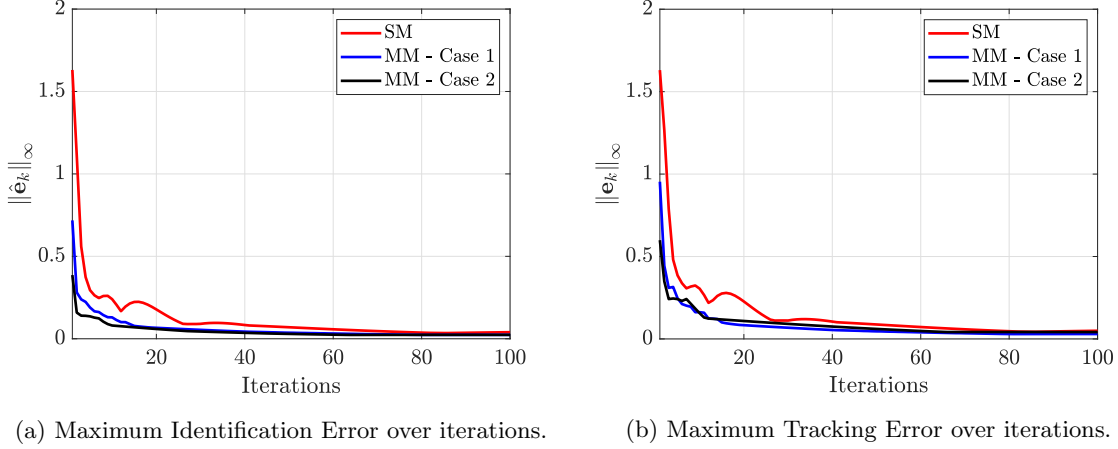 2
1.5
1
0.5
0
20
40
60
80
100
‖ê_k‖_∞
Iterations
SM
MM - Case 1
MM - Case 2
(a) Maximum Identification Error over iterations.
2
1.5
1
0.5
0
20
40
60
80
100
‖e_k‖_∞
Iterations
SM
MM - Case 1
MM - Case 2
(b) Maximum Tracking Error over iterations.